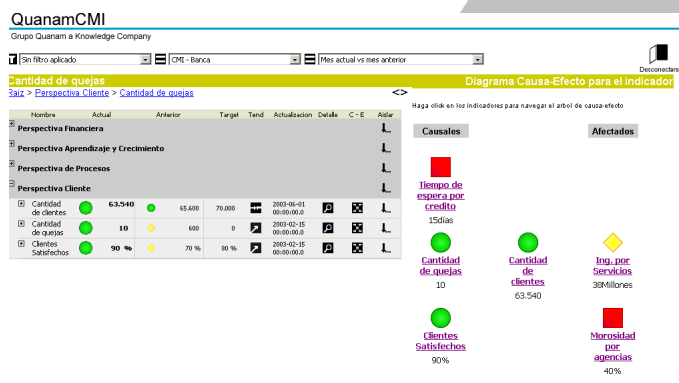 QuanamCMI
Grupo Quanam a Knowledge Company
Sin filtro aplicado
CMI - Banca
Mes actual vs mes anterior
Desconectars
Cantidad de quejas
Diagrama Causa-Efecto para el indicador
Raiz > Perspectiva Cliente > Cantidad de quejas
<>
Haga click en los indicadores para navegar el arbol de causa-efecto
Nombre Actual Anterior Target Tend Actualizacion Detalle C - E Aislar
Causales Afectados
Perspectiva Financiera
Perspectiva Aprendizaje y Crecimiento
Perspectiva de Procesos
Perspectiva Cliente
Cantidad de clientes 63.540 65.600 70.000 2003-06-01 00:00:00.0
Cantidad de quejas 10 600 0 2003-02-15 00:00:00.0
Clientes Satisfechos 90 % 70 % 80 % 2003-02-15 00:00:00.0
Tiempo de
espera por
credito
15días
Cantidad
de quejas
10
Cantidad
de
clientes
63.540
Ing. por
Servicios
38Millones
Clientes
Satisfechos
90%
Morosidad
por
agencias
40%